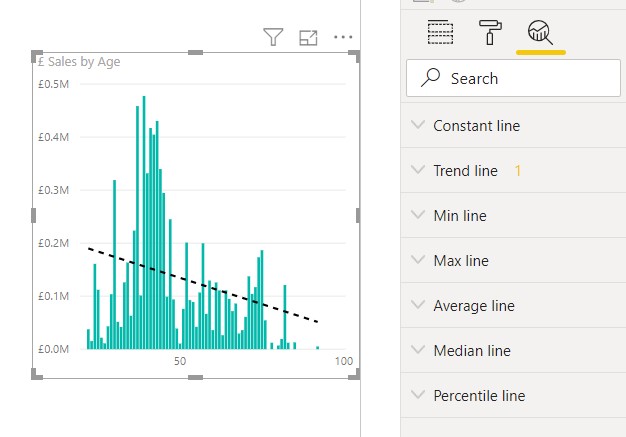 £ Sales by Age
£0.5M
£0.4M
£0.3M
£0.2M
£0.1M
£0.0M
50 100
Search
Constant line
Trend line 1
Min line
Max line
Average line
Median line
Percentile line